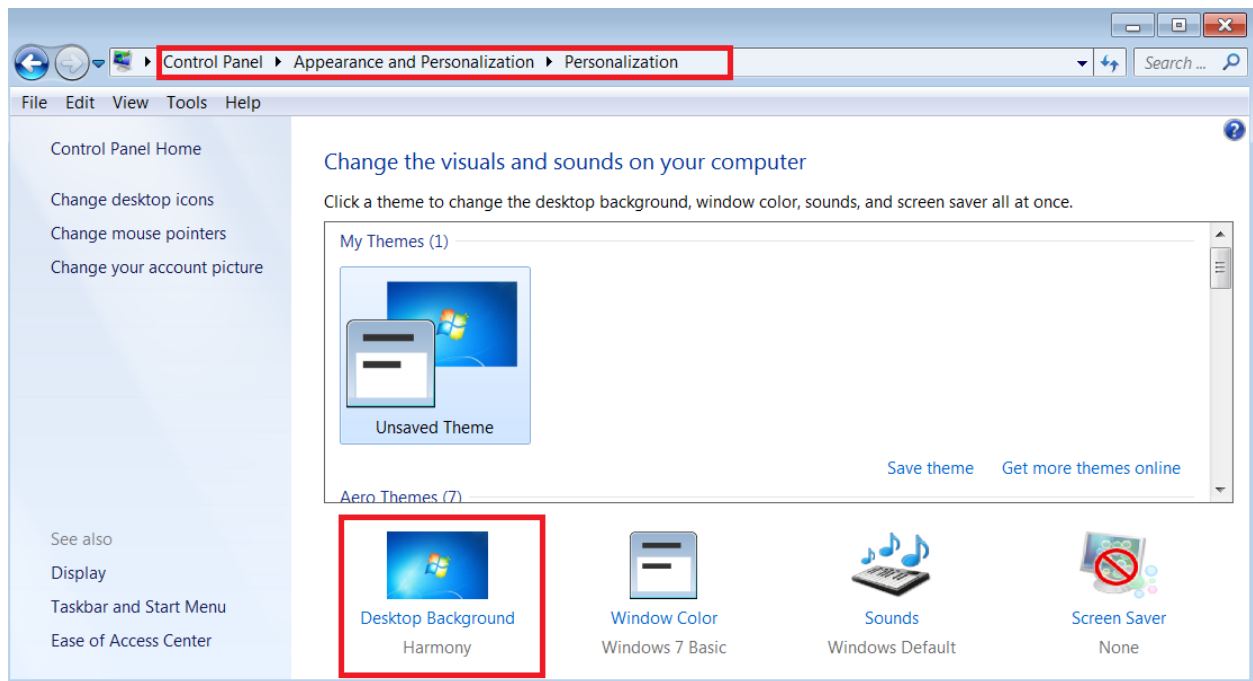 Control Panel Appearance and Personalization Personalization
Search ...
File Edit View Tools Help
Control Panel Home
Change desktop icons
Change mouse pointers
Change your account picture
See also
Display
Taskbar and Start Menu
Ease of Access Center
Change the visuals and sounds on your computer
Click a theme to change the desktop background, window color, sounds, and screen saver all at once.
My Themes (1)
Unsaved Theme
Save theme Get more themes online
Aero Themes (7)
Desktop Background
Harmony
Window Color
Windows 7 Basic
Sounds
Windows Default
Screen Saver
None